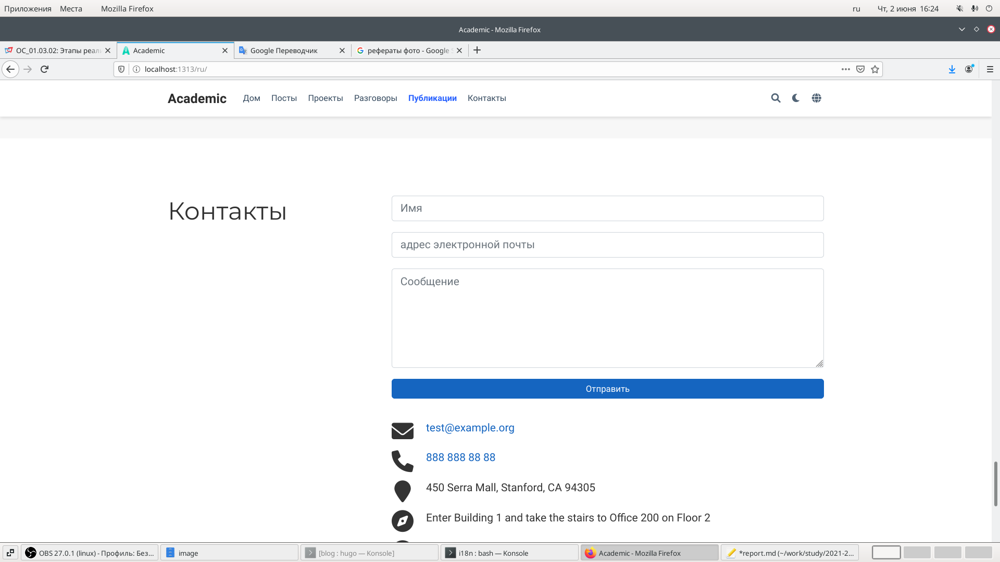 Приложения Места Mozilla Firefox ru Чт, 2 июня 16:24
Academic - Mozilla Firefox
ОС_01.03.02: Этапы реал Academic Google Переводчик рефераты фото - Google
localhost:1313/ru/
Academic Дом Посты Проекты Разговоры Публикации Контакты
Контакты
Имя
адрес электронной почты
Сообщение
Отправить
test@example.org
888 888 88 88
450 Serra Mall, Stanford, CA 94305
Enter Building 1 and take the stairs to Office 200 on Floor 2
OBS 27.0.1 (linux) - Профиль: Без... image [blog : hugo — Konsole] i18n : bash — Konsole Academic - Mozilla Firefox *report.md (~/work/study/2021-2...